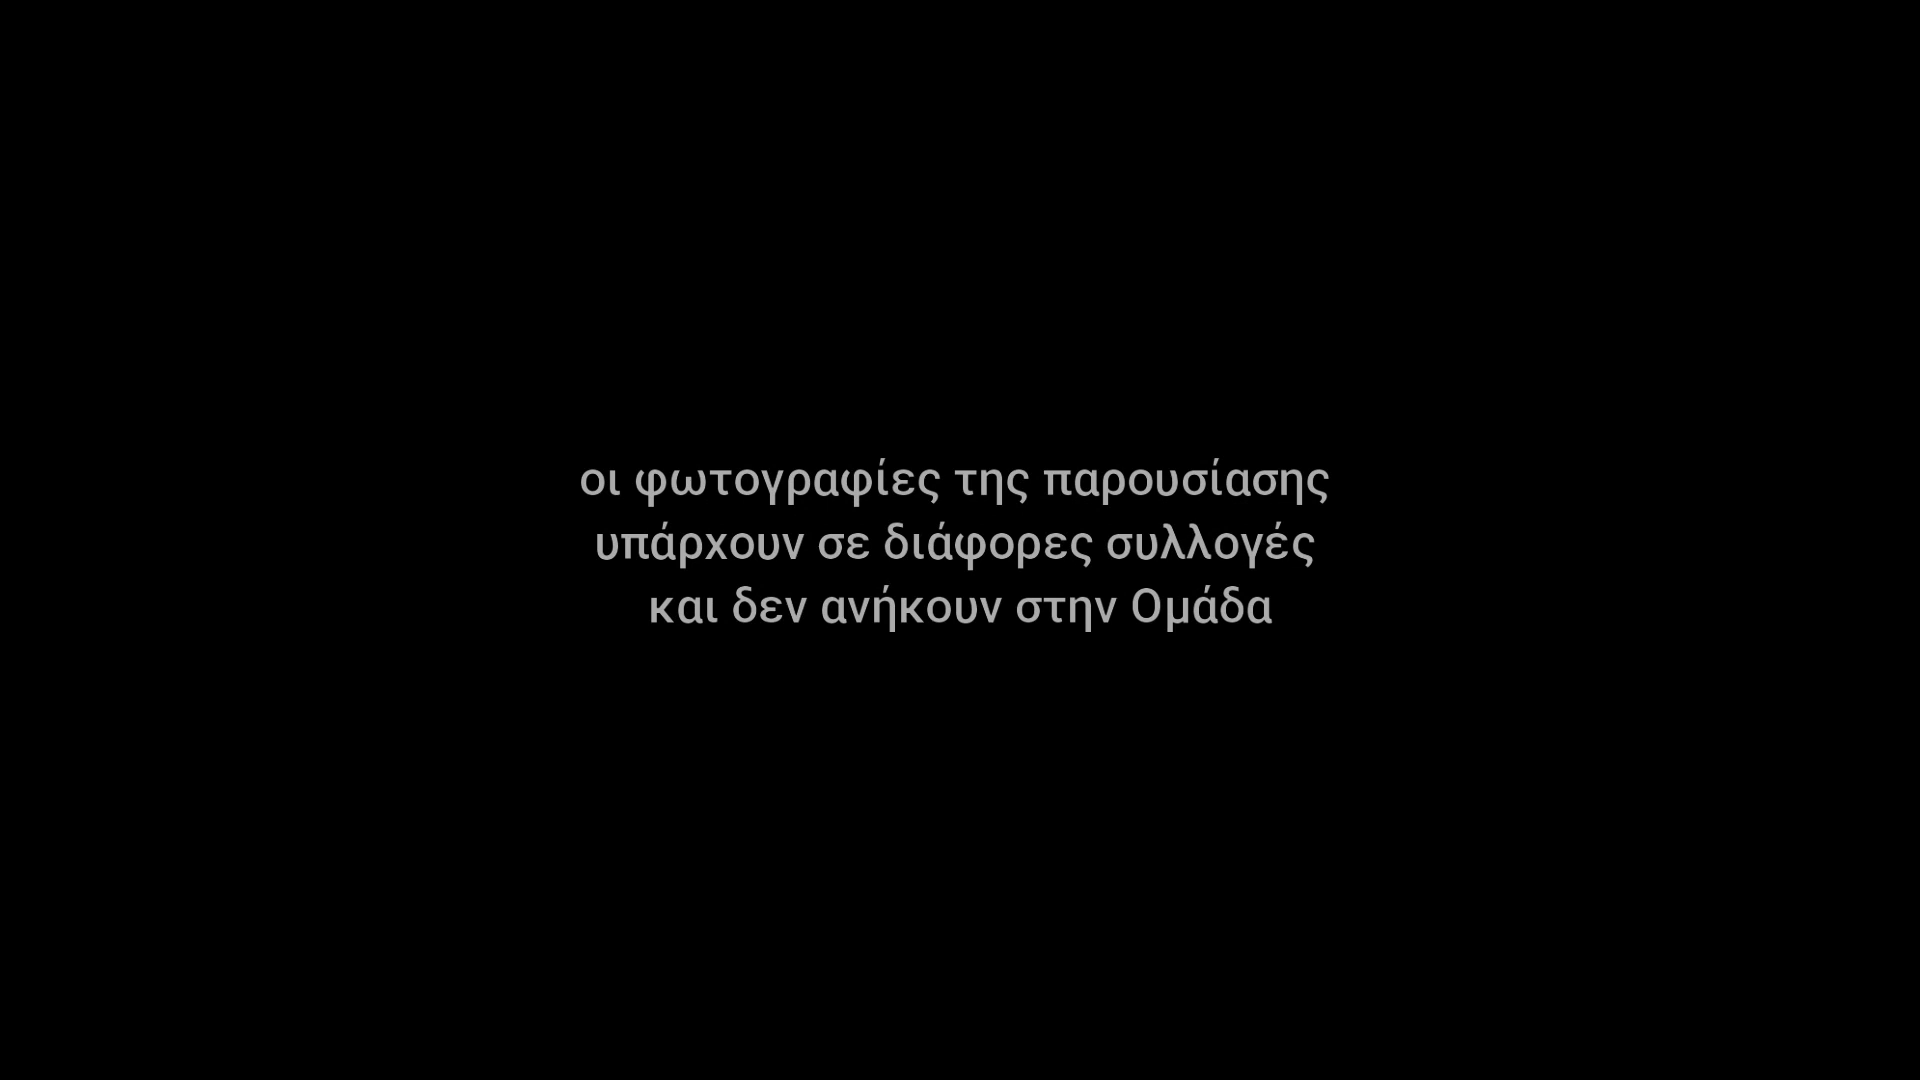 οι φωτογραφίες της παρουσίασης
υπάρχουν σε διάφορες συλλογές
και δεν ανήκουν στην Ομάδα